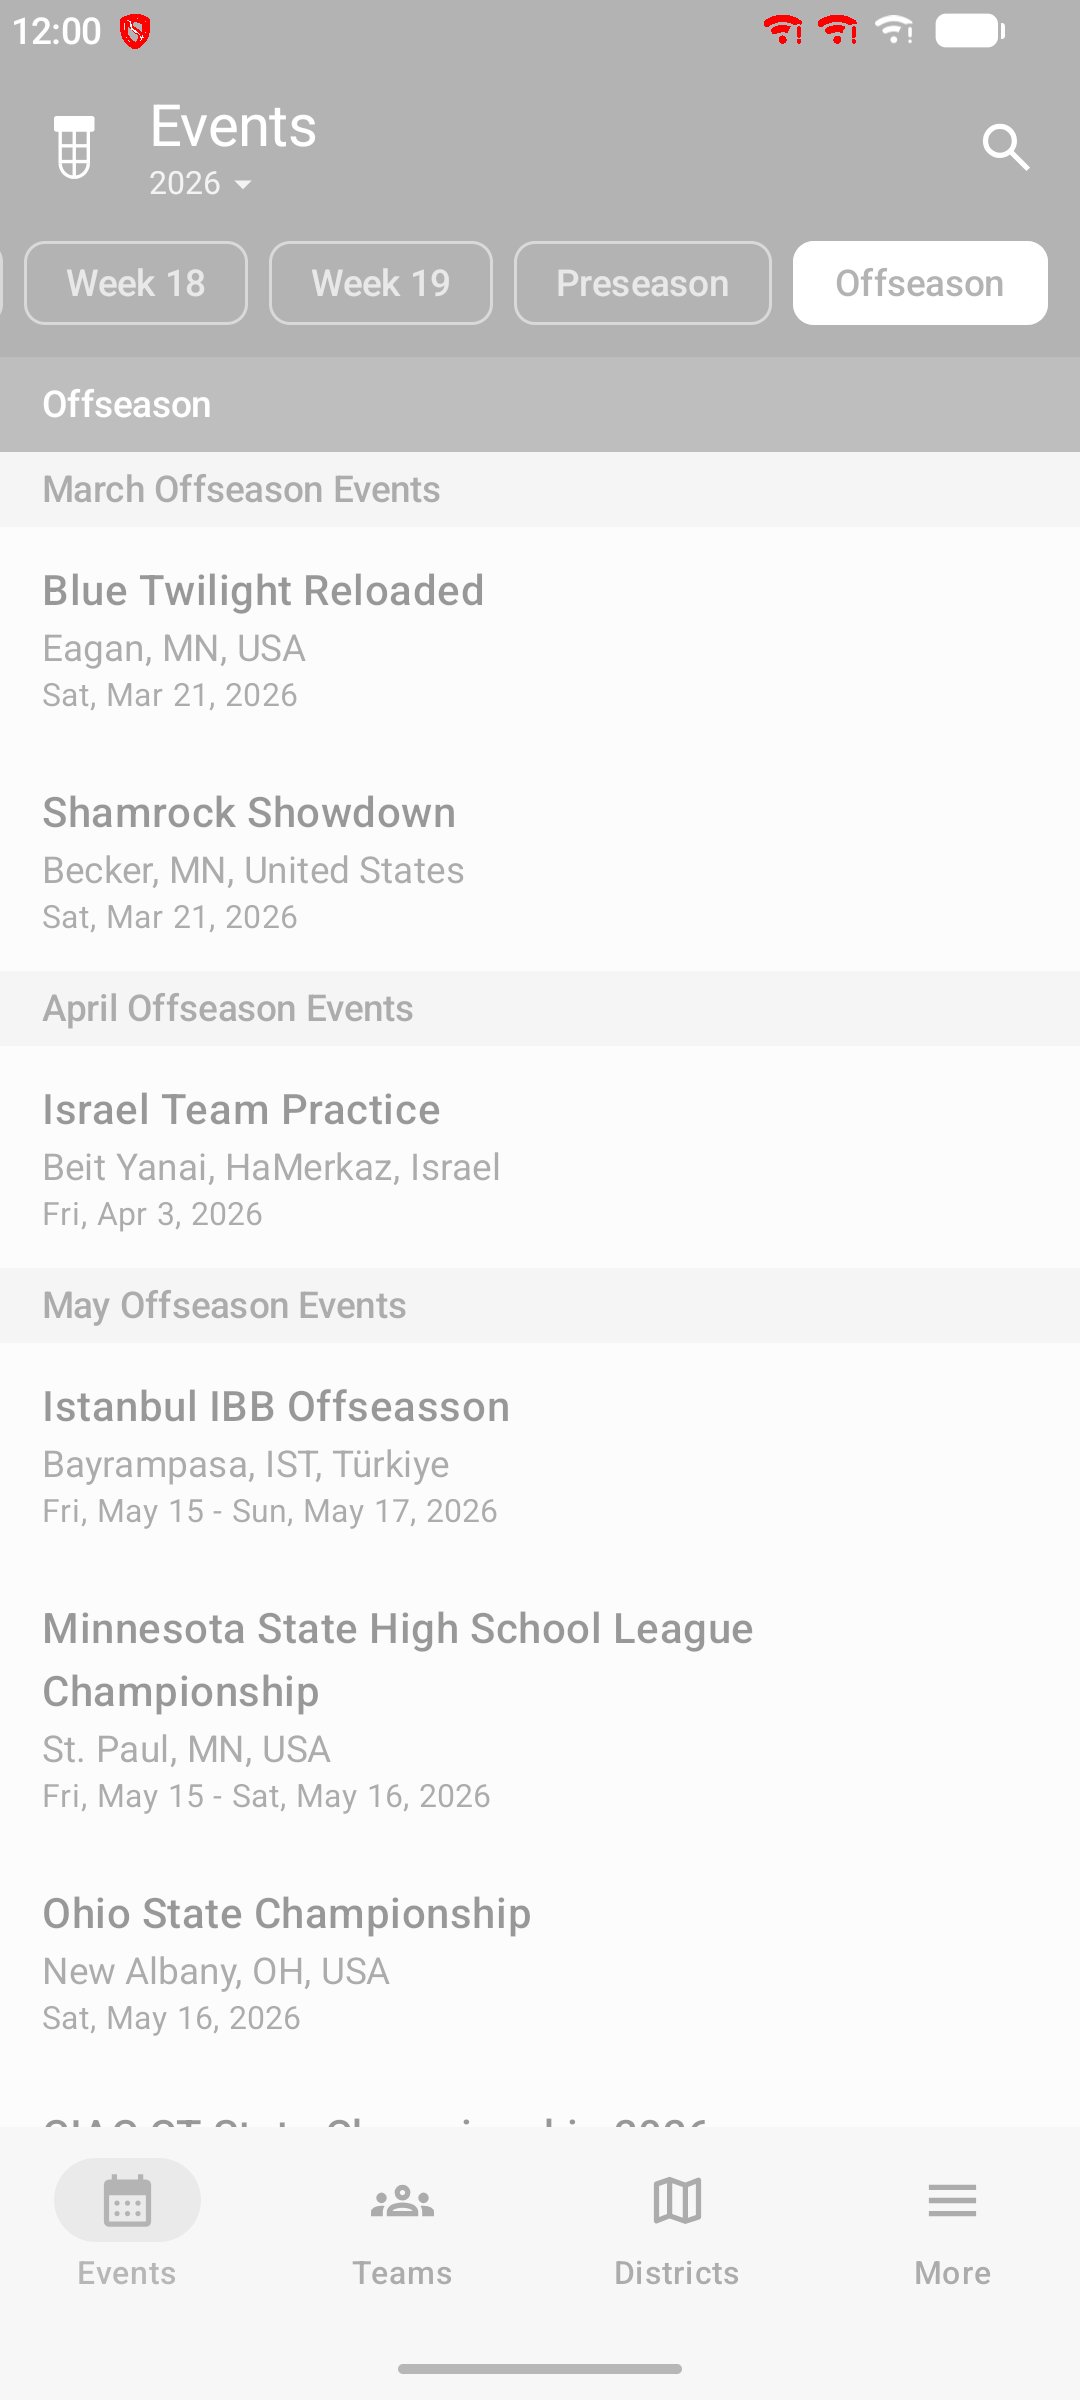 12:00
Events
2026
Week 18
Week 19
Preseason
Offseason
Offseason
March Offseason Events
Blue Twilight Reloaded
Eagan, MN, USA
Sat, Mar 21, 2026
Shamrock Showdown
Becker, MN, United States
Sat, Mar 21, 2026
April Offseason Events
Israel Team Practice
Beit Yanai, HaMerkaz, Israel
Fri, Apr 3, 2026
May Offseason Events
Istanbul IBB Offseasson
Bayrampasa, IST, Türkiye
Fri, May 15 - Sun, May 17, 2026
Minnesota State High School League
Championship
St. Paul, MN, USA
Fri, May 15 - Sat, May 16, 2026
Ohio State Championship
New Albany, OH, USA
Sat, May 16, 2026
State Championship 2026
Events
Teams
Districts
More